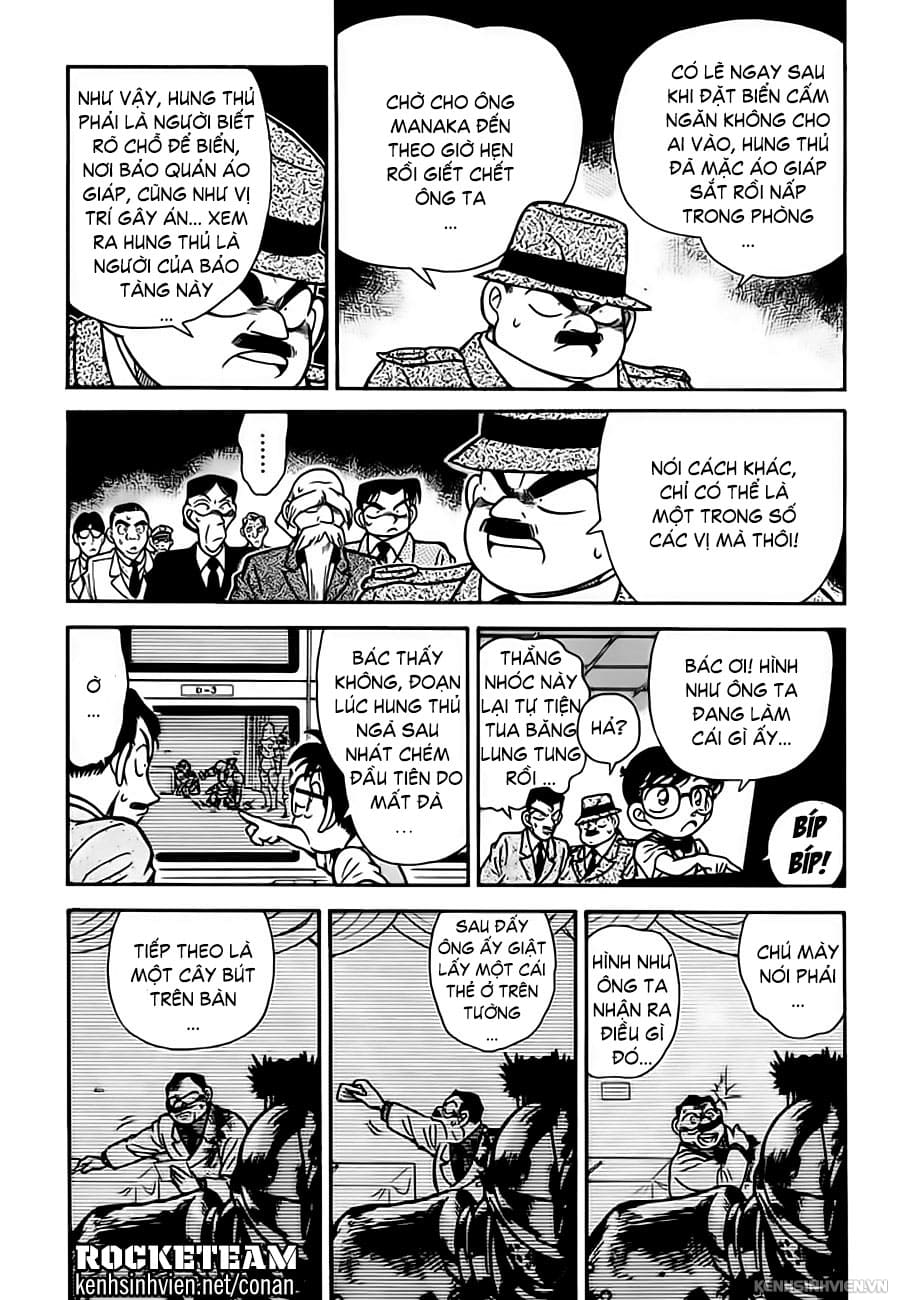 CÓ LẼ NGAY SAU
KHI ĐẶT BIỂN CẤM
NGĂN KHÔNG CHO
AI VÀO, HUNG THỦ
ĐÃ MẶC ÁO GIÁP
SẮT RỒI NẤP
TRONG PHÒNG
...
CHỜ CHO ÔNG
MANAKA ĐẾN
THEO GIỜ HẸN
RỒI GIẾT CHẾT
ÔNG TA
...
NHƯ VẬY, HUNG THỦ
PHẢI LÀ NGƯỜI BIẾT
RÕ CHỖ ĐỂ BIỂN,
NƠI BẢO QUẢN ÁO
GIÁP, CŨNG NHƯ VỊ
TRÍ GÂY ÁN... XEM
RA HUNG THỦ LÀ
NGƯỜI CỦA BẢO
TÀNG NÀY
...
NÓI CÁCH KHÁC,
CHỈ CÓ THỂ LÀ
MỘT TRONG SỐ
CÁC VỊ MÀ THÔI!
......
BÁC ƠI! HÌNH
NHƯ ÔNG TA
ĐANG LÀM
CÁI GÌ ẤY...
BÍP
BÍP!
HẢ?
THẰNG
NHÓC NÀY
LẠI TỰ TIỆN
TUA BĂNG
LUNG TUNG
RỒI ...
BÁC THẤY
KHÔNG, ĐOẠN
LÚC HUNG THỦ
NGẢ SAU
NHÁT CHÉM
ĐẦU TIÊN DO
MẤT ĐÀ
...
Ờ
...
D-3
CHÚ MÀY
NÓI PHẢI
...
HÌNH NHƯ
ÔNG TA
NHẬN RA
ĐIỀU GÌ
ĐÓ...
SAU ĐẤY
ÔNG ẤY GIẬT
LẤY MỘT CÁI
THẺ Ở TRÊN
TƯỜNG
...
TIẾP THEO LÀ
MỘT CÂY BÚT
TRÊN BÀN
...
ROCKETEAM
kenhsinhvien.net/conan
KENHSINHVIEN.VN